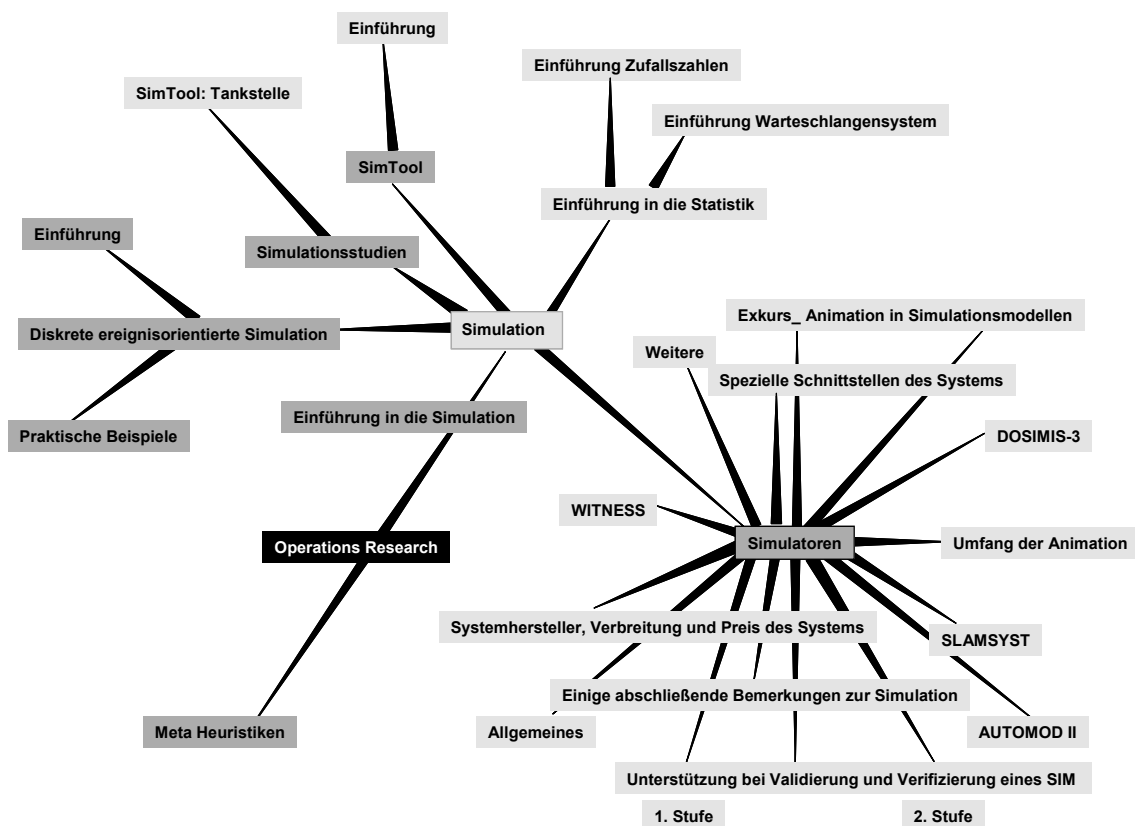 Einführung
Einführung Zufallszahlen
SimTool: Tankstelle
Einführung Warteschlangensystem
SimTool
Einführung in die Statistik
Einführung
Simulationsstudien
Exkurs_ Animation in Simulationsmodellen
Diskrete ereignisorientierte Simulation
Simulation
Weitere
Spezielle Schnittstellen des Systems
Einführung in die Simulation
Praktische Beispiele
DOSIMIS-3
WITNESS
Operations Research
Simulatoren
Umfang der Animation
Systemhersteller, Verbreitung und Preis des Systems
SLAMSYST
Einige abschließende Bemerkungen zur Simulation
Meta Heuristiken
Allgemeines
AUTOMOD II
Unterstützung bei Validierung und Verifizierung eines SIM
1. Stufe
2. Stufe